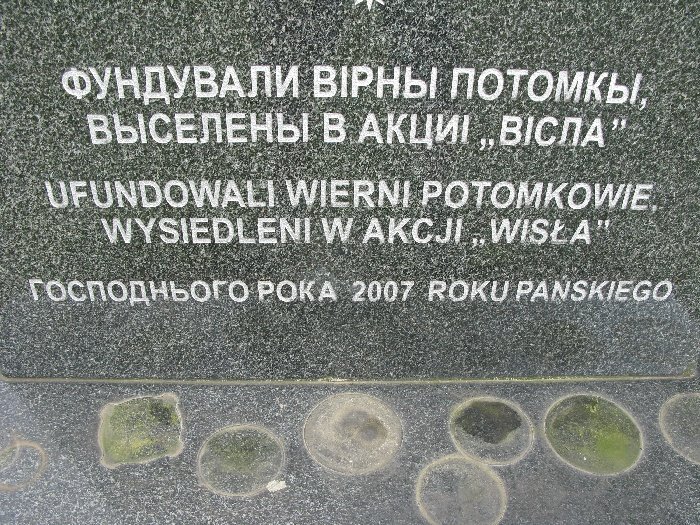 ФУНДУВАЛИ ВІРНЫ ПОТОМКЫ,
ВЫСЕЛЕНЫ В АКЦИІ „ВІСЛА”
UFUNDOWALI WIERNI POTOMKOWIE,
WYSIEDLENI W AKCJI „WISŁA”
ГОСПОДНЬОГО РОКА 2007 ROKU PAŃSKIEGO